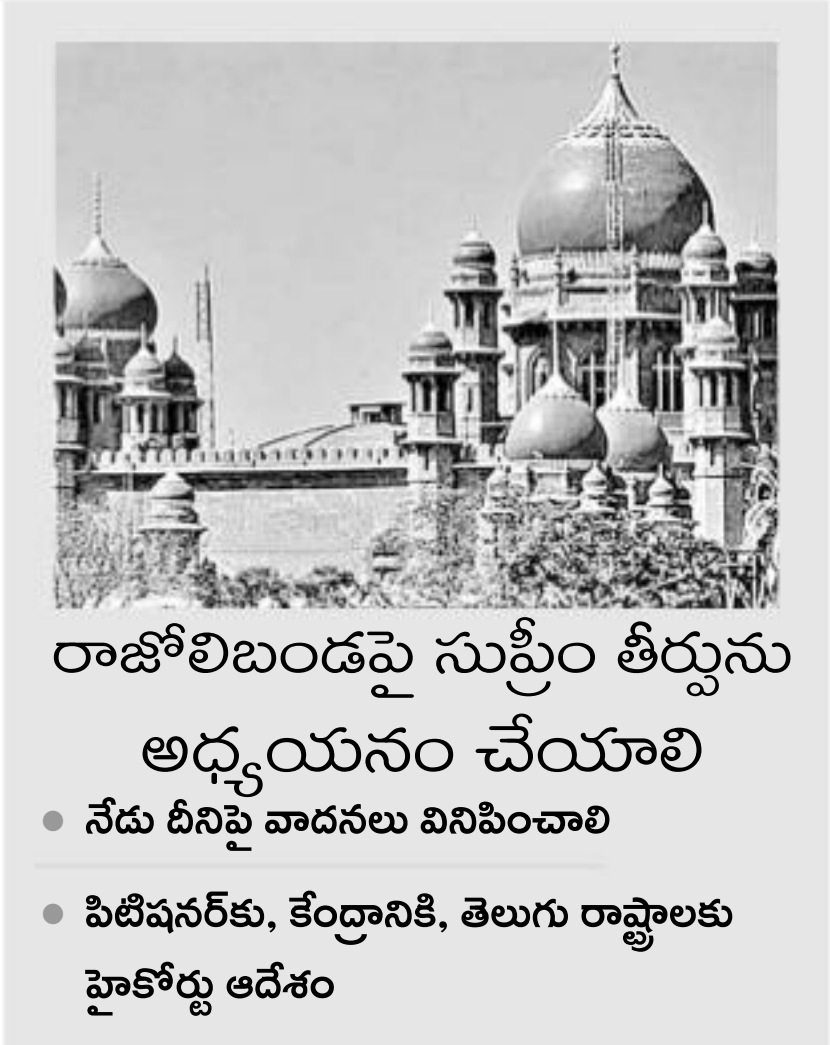 రాజోలిబండపై సుప్రీం తీర్పును
అధ్యయనం చేయాలి
నేడు దీనిపై వాదనలు వినిపించాలి
పిటిషనర్‌కు, కేంద్రానికి, తెలుగు రాష్ట్రాలకు
హైకోర్టు ఆదేశం